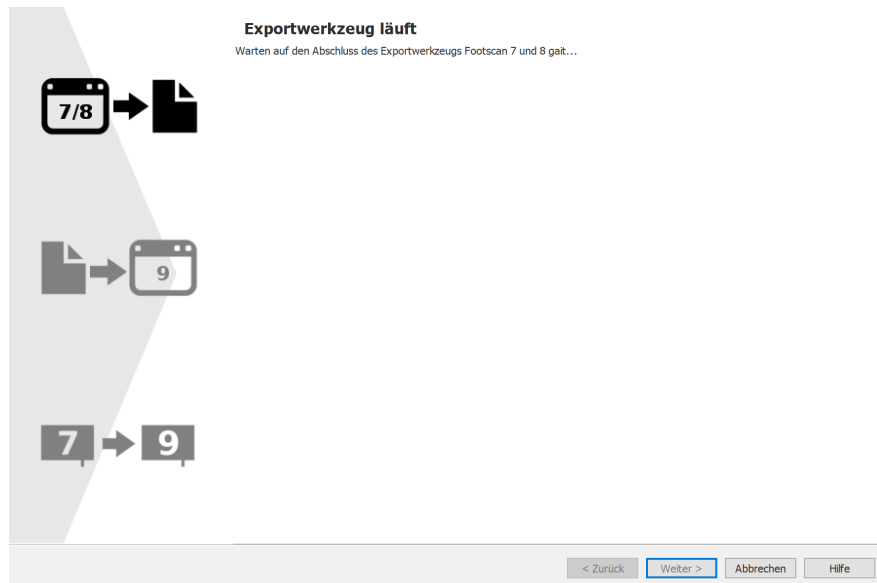 Exportwerkzeug läuft
Warten auf den Abschluss des Exportwerkzeugs Footscan 7 und 8 gait...
7/8
9
7 9
< Zurück Weiter > Abbrechen Hilfe